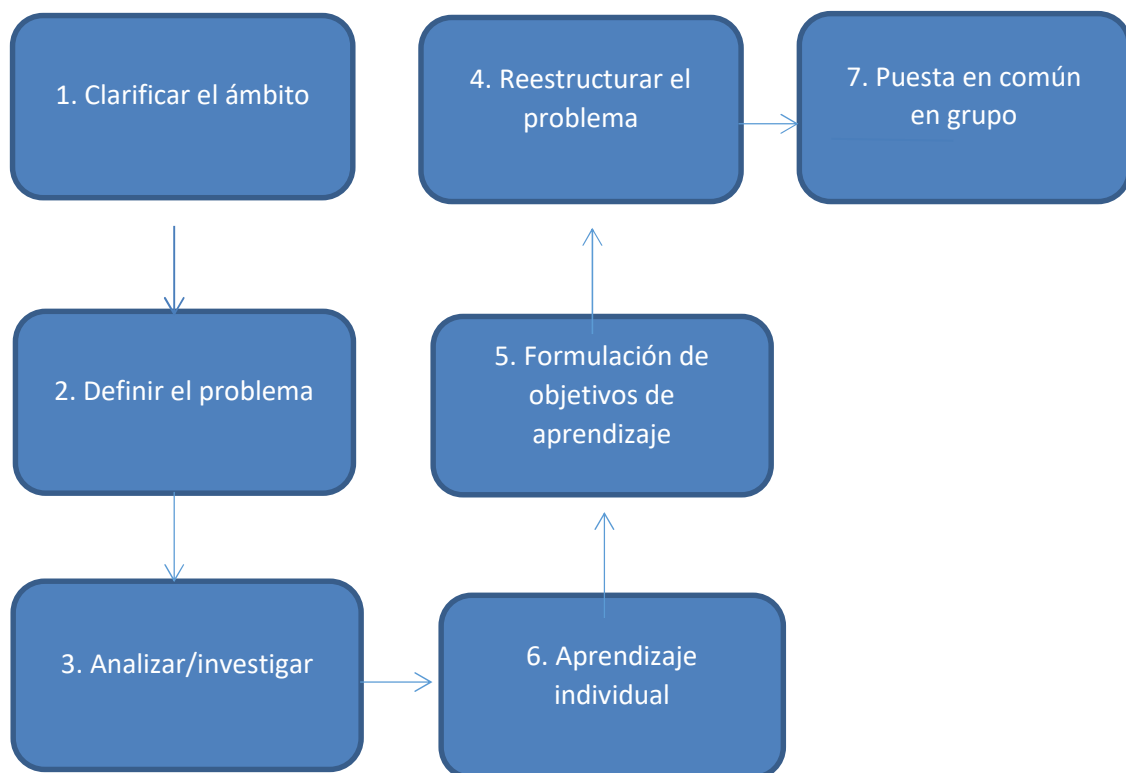 1. Clarificar el ámbito
2. Definir el problema
3. Analizar/investigar
4. Reestructurar el
problema
5. Formulación de
objetivos de
aprendizaje
6. Aprendizaje
individual
7. Puesta en común
en grupo